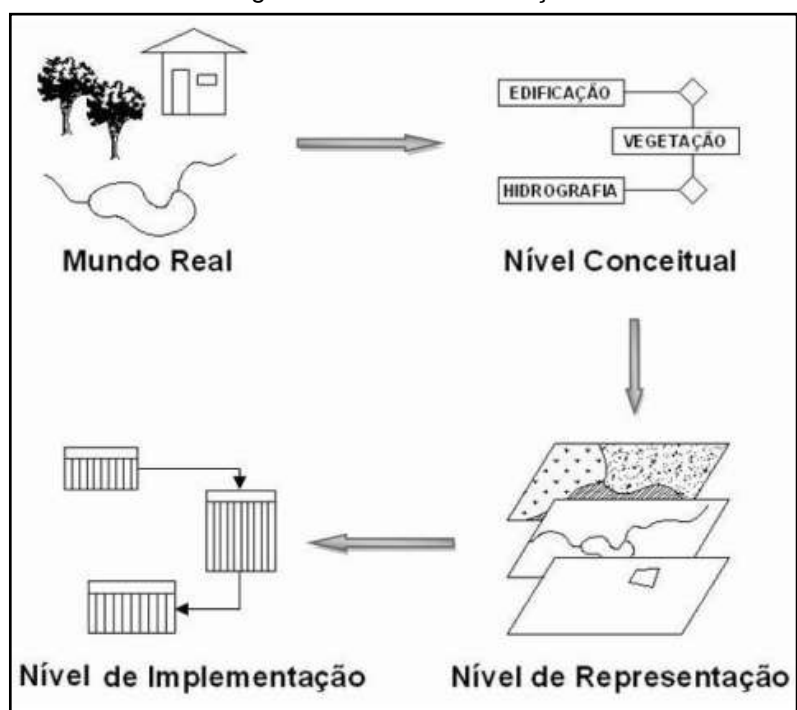 EDIFICAÇÃO
VEGETAÇÃO
HIDROGRAFIA
Mundo Real
Nível Conceitual
Nível de Implementação
Nível de Representação